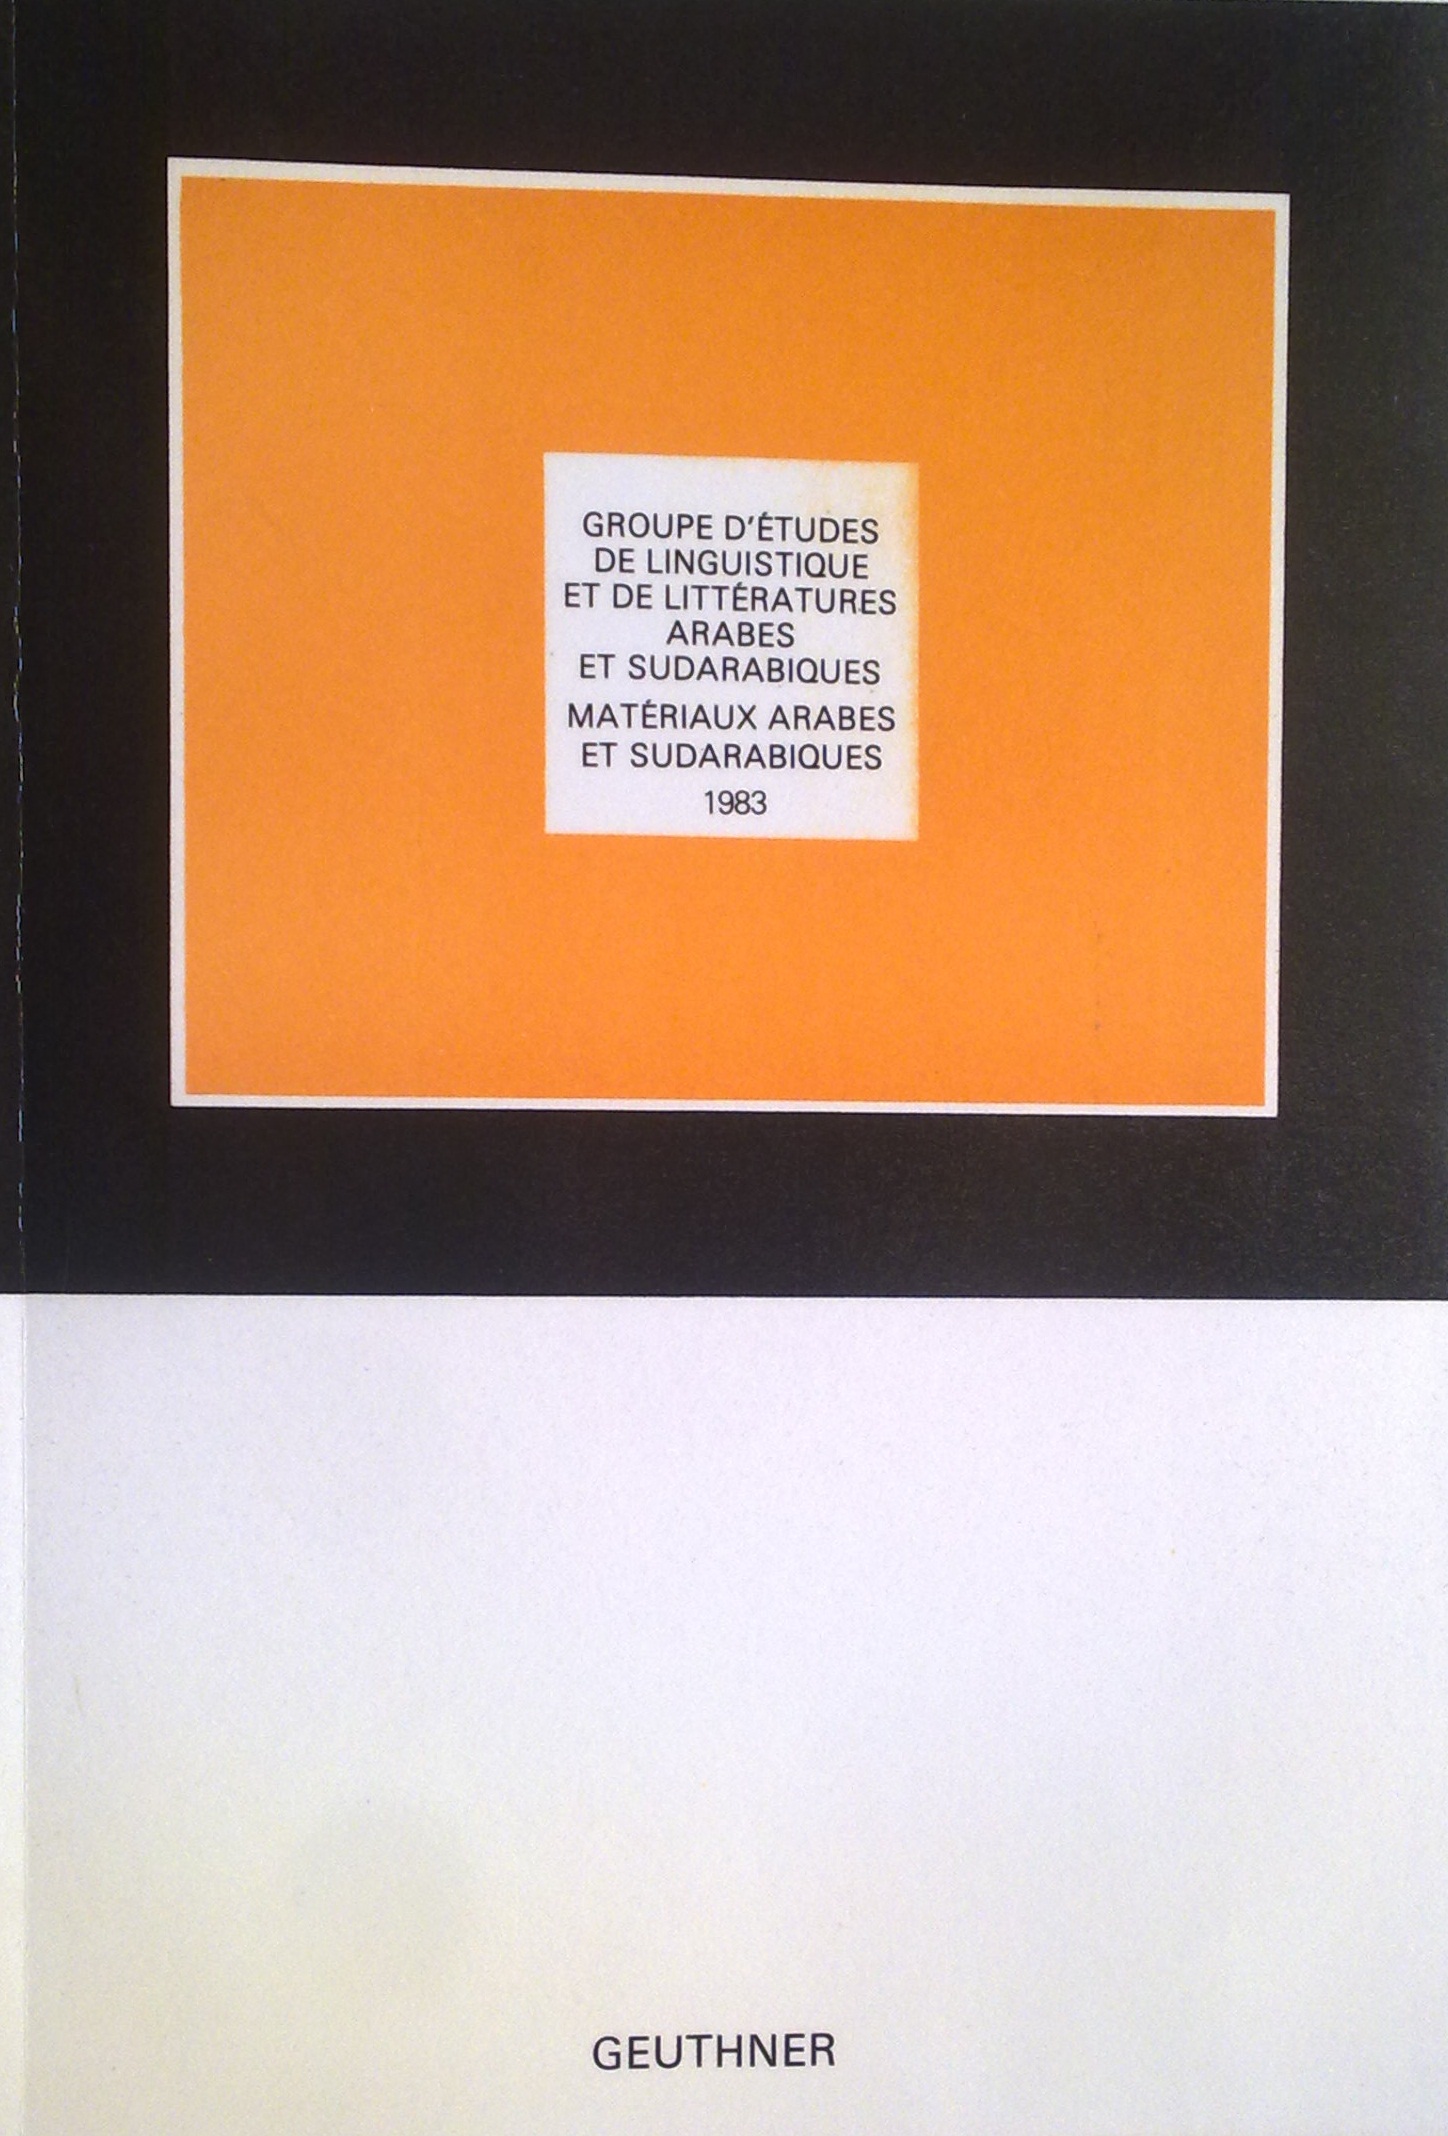 GROUPE D'ÉTUDES
DE LINGUISTIQUE
ET DE LITTÉRATURES
ARABES
ET SUDARABIQUES
MATÉRIAUX ARABES
ET SUDARABIQUES
1983
GEUTHNER